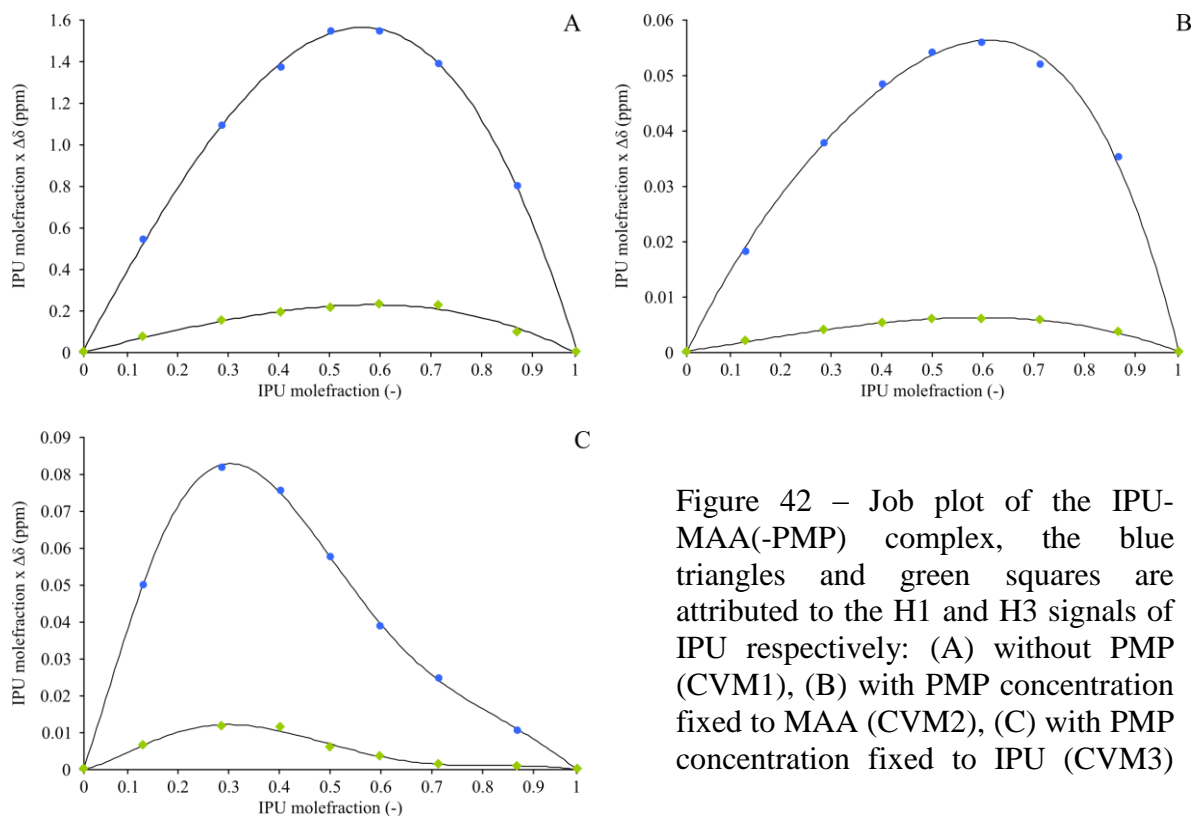 A
IPU molefraction x Δδ (ppm)
1.6
1.4
1.2
1.0
0.8
0.6
0.4
0.2
0
0 0.1 0.2 0.3 0.4 0.5 0.6 0.7 0.8 0.9 1
IPU molefraction (-)
B
IPU molefraction x Δδ (ppm)
0.06
0.05
0.04
0.03
0.02
0.01
0
0 0.1 0.2 0.3 0.4 0.5 0.6 0.7 0.8 0.9 1
IPU molefraction (-)
C
IPU molefraction x Δδ (ppm)
0.09
0.08
0.07
0.06
0.05
0.04
0.03
0.02
0.01
0
0 0.1 0.2 0.3 0.4 0.5 0.6 0.7 0.8 0.9 1
IPU molefraction (-)
Figure 42 – Job plot of the IPU-
MAA(-PMP) complex, the blue
triangles and green squares are
attributed to the H1 and H3 signals of
IPU respectively: (A) without PMP
(CVM1), (B) with PMP concentration
fixed to MAA (CVM2), (C) with PMP
concentration fixed to IPU (CVM3)